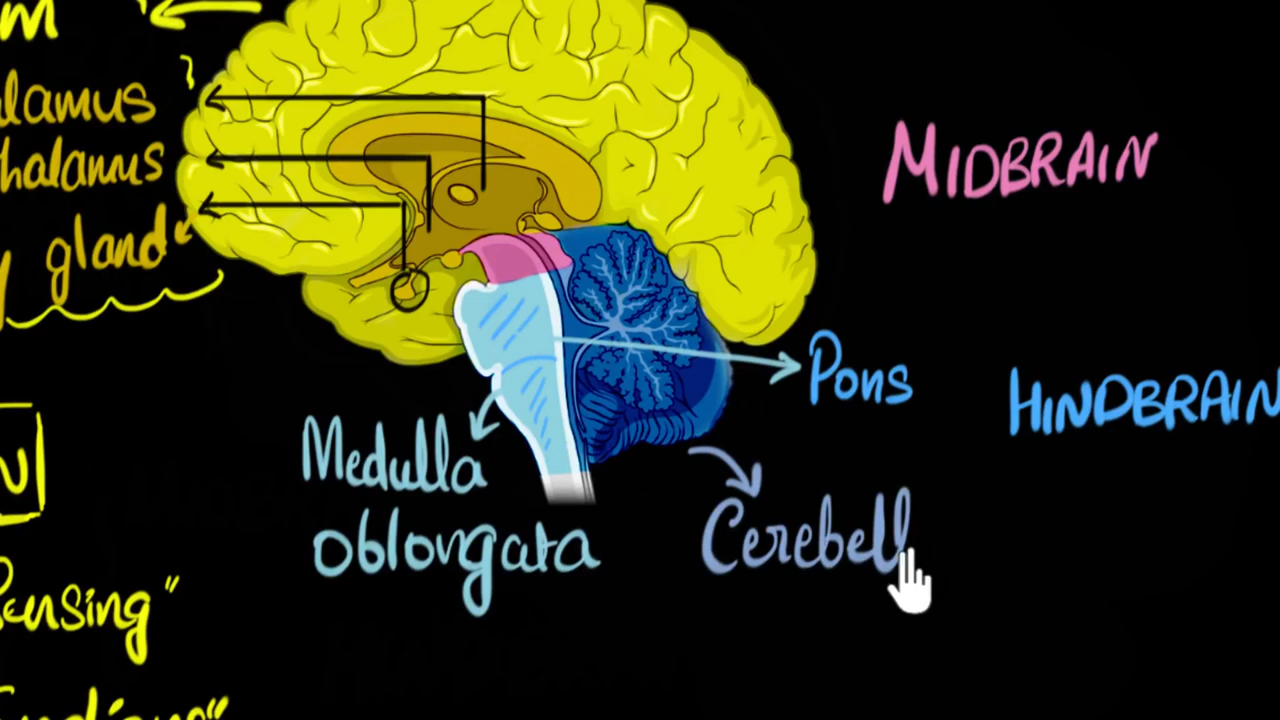 m
alamus
halamus
gland
MIDBRAIN
Pons
HINDBRAIN
Medulla
oblongata
Cerebell
ensing"